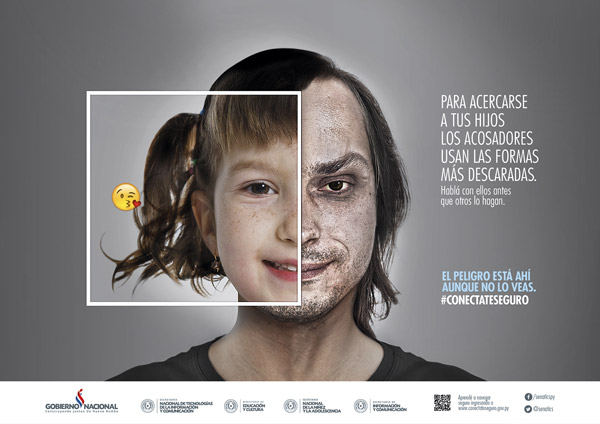 PARA ACERCARSE
A TUS HIJOS
LOS ACOSADORES
USAN LAS FORMAS
MÁS DESCARADAS.
Hablá con ellos antes
que otros lo hagan.
EL PELIGRO ESTÁ AHÍ
AUNQUE NO LO VEAS.
#CONECTATESEGURO
GOBIERNO NACIONAL
Construyendo Juntos Un Nuevo Rumbo
SECRETARÍA
NACIONAL DE TECNOLOGÍAS
DE LA INFORMACIÓN
Y COMUNICACIÓN
MINISTERIO DE
EDUCACIÓN
Y CULTURA
SECRETARÍA
NACIONAL
DE LA NIÑEZ
Y LA ADOLESCENCIA
SECRETARÍA DE
INFORMACIÓN
Y COMUNICACIÓN
Aprendé a navegar
seguro ingresando a
www.conectateseguro.gov.py
/senaticspy
@senatics